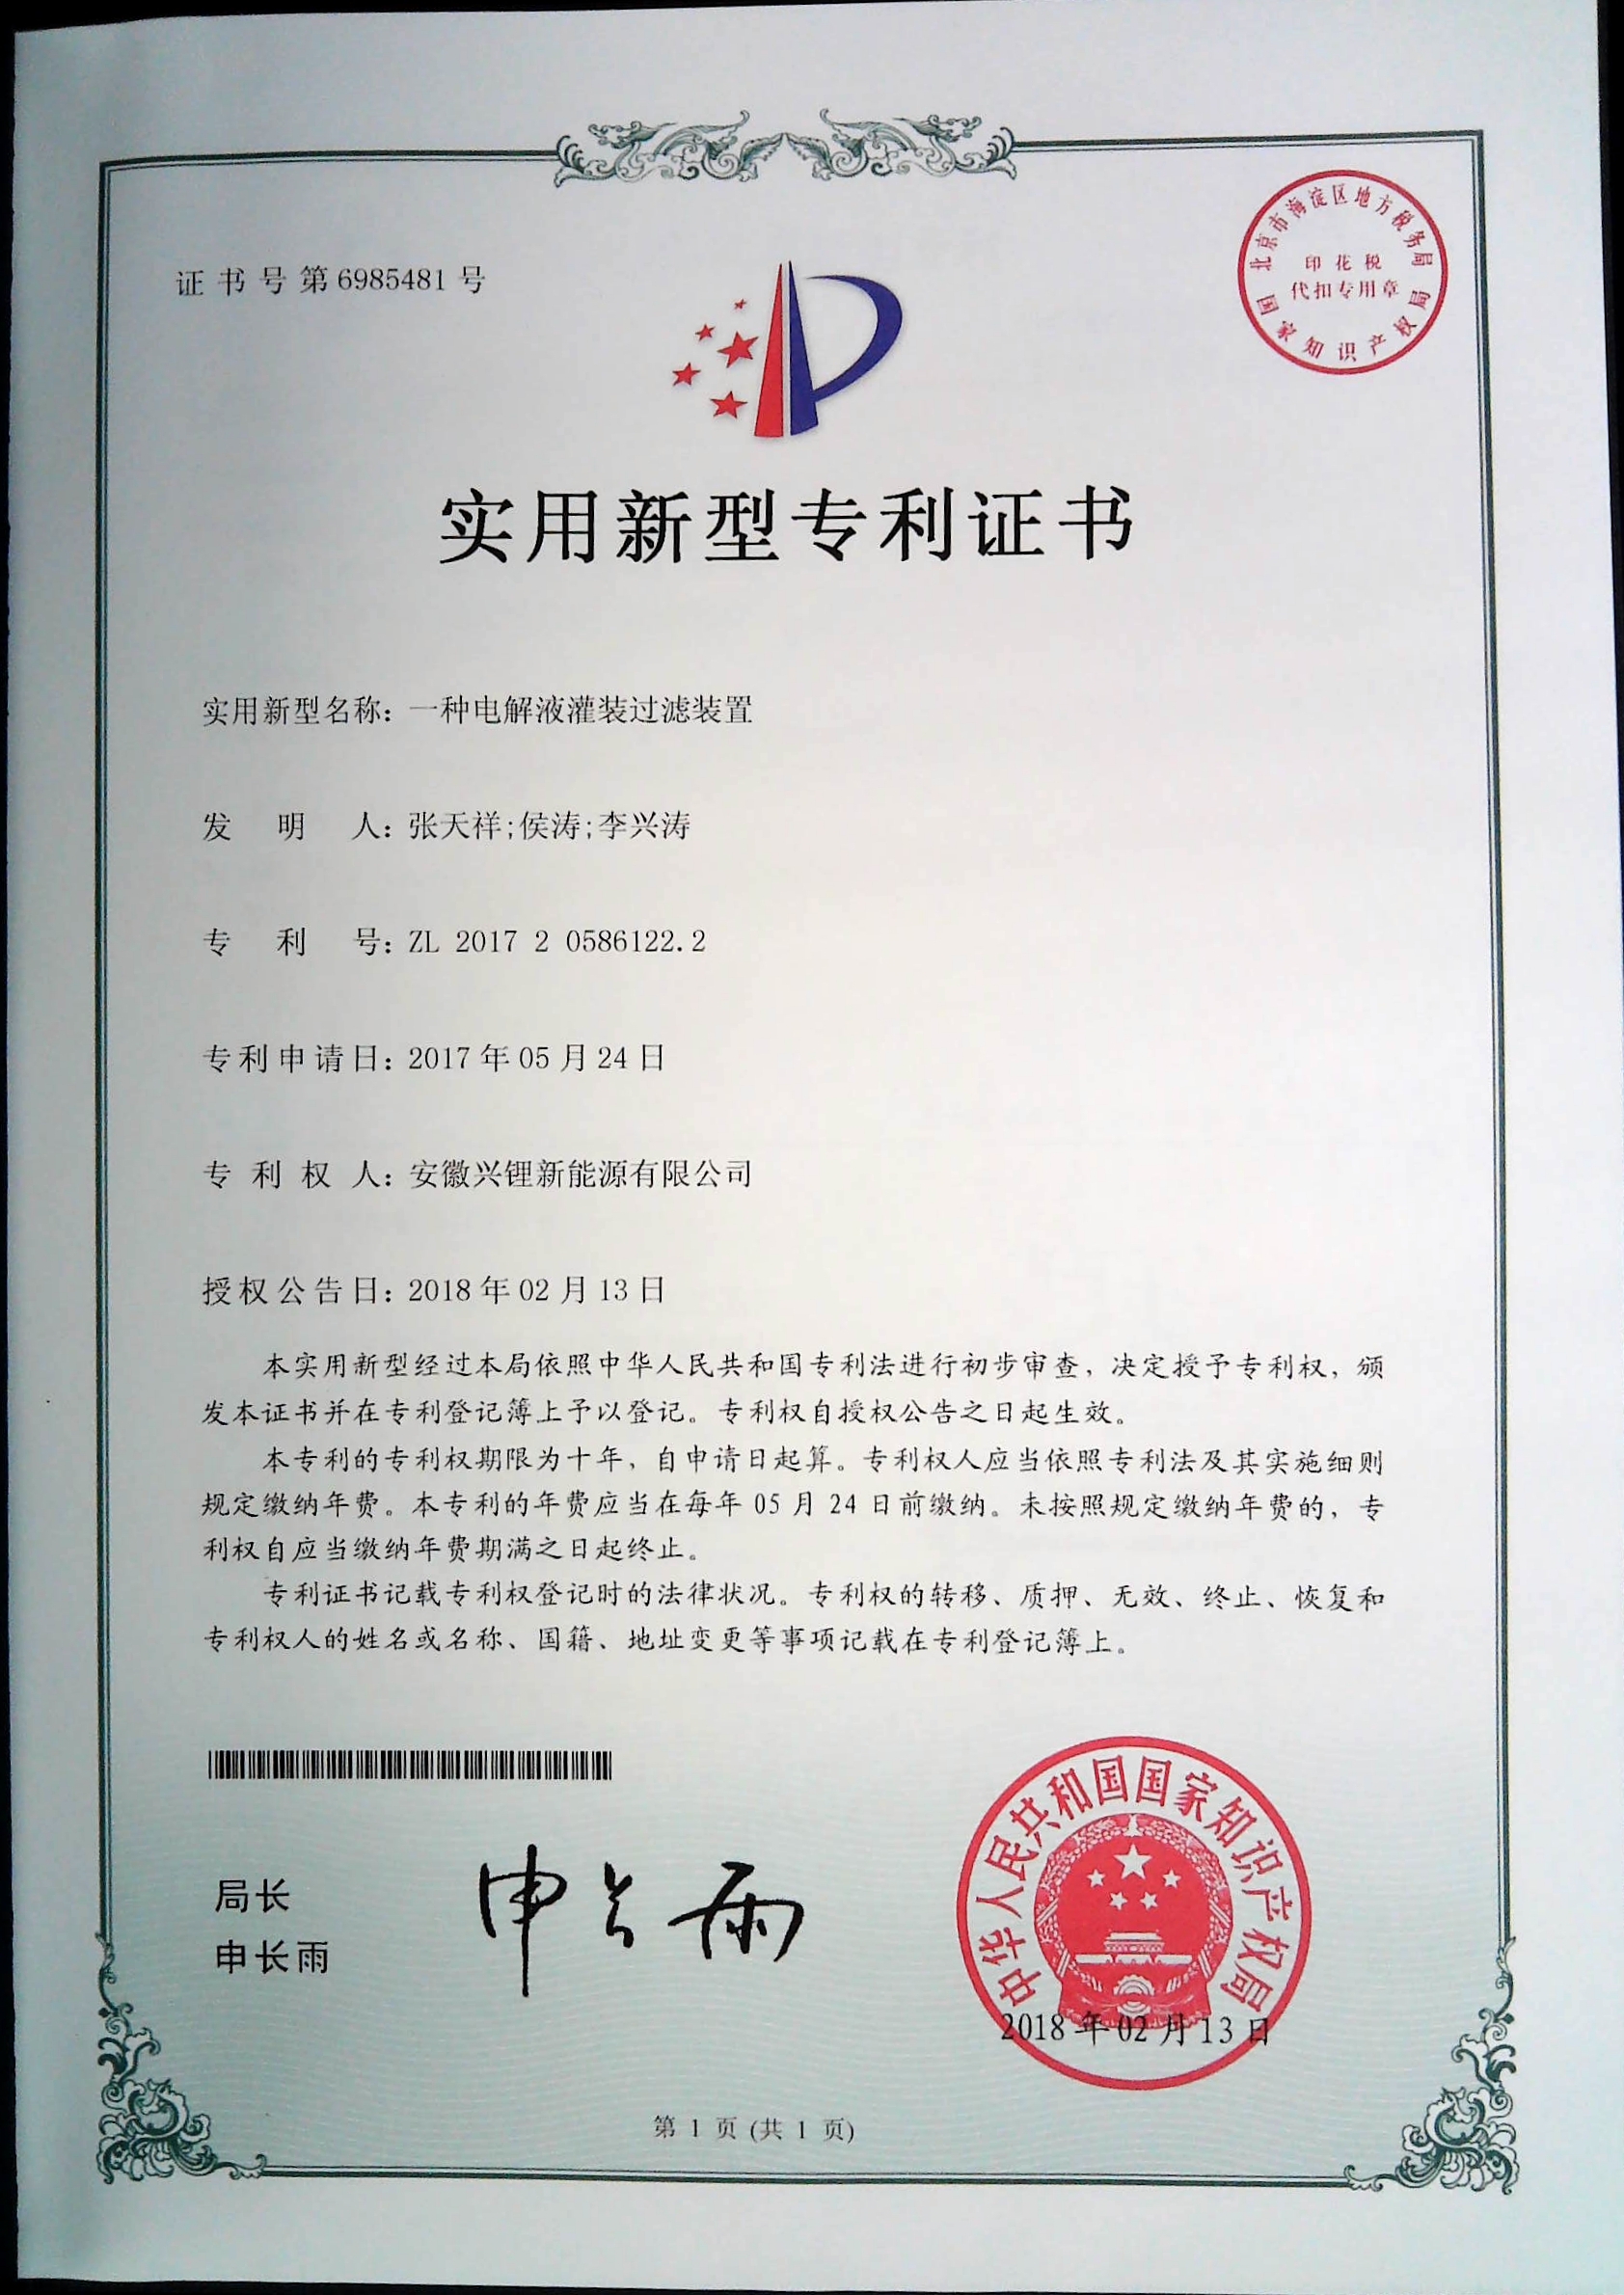 证书号第6985481号
北京市海淀区地方税务局
印花税
代扣专用章
国家知识产权局
实用新型专利证书
实用新型名称：一种电解液灌装过滤装置
发明人：张天祥;侯涛;李兴涛
专利号：ZL 2017 2 0586122.2
专利申请日：2017年05月24日
专利权人：安徽兴锂新能源有限公司
授权公告日：2018年02月13日
本实用新型经过本局依照中华人民共和国专利法进行初步审查，决定授予专利权，颁
发本证书并在专利登记簿上予以登记。专利权自授权公告之日起生效。
本专利的专利权期限为十年，自申请日起算。专利权人应当依照专利法及其实施细则
规定缴纳年费。本专利的年费应当在每年05月24日前缴纳。未按照规定缴纳年费的，专
利权自应当缴纳年费期满之日起终止。
专利证书记载专利权登记时的法律状况。专利权的转移、质押、无效、终止、恢复和
专利权人的姓名或名称、国籍、地址变更等事项记载在专利登记簿上。
局长
申长雨
申长雨
中华人民共和国国家知识产权局
2018年02月13日
第1页(共1页)